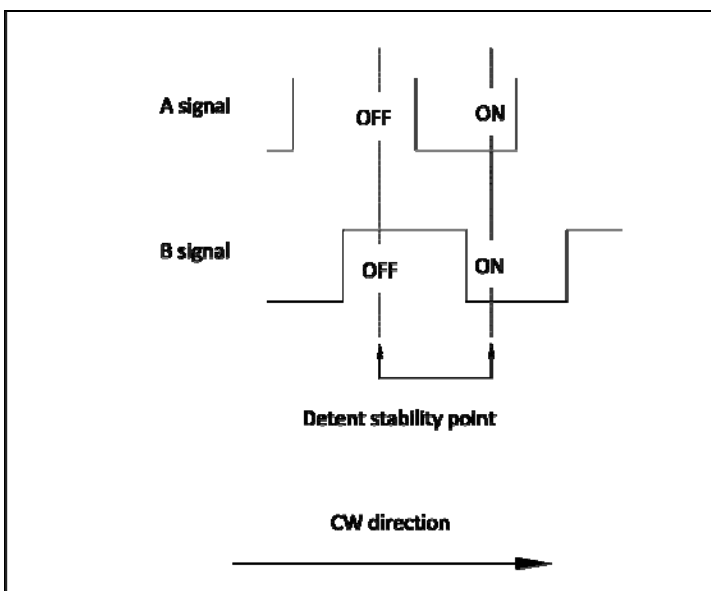 A signal
OFF
ON
B signal
OFF
ON
Detent stability point
CW direction